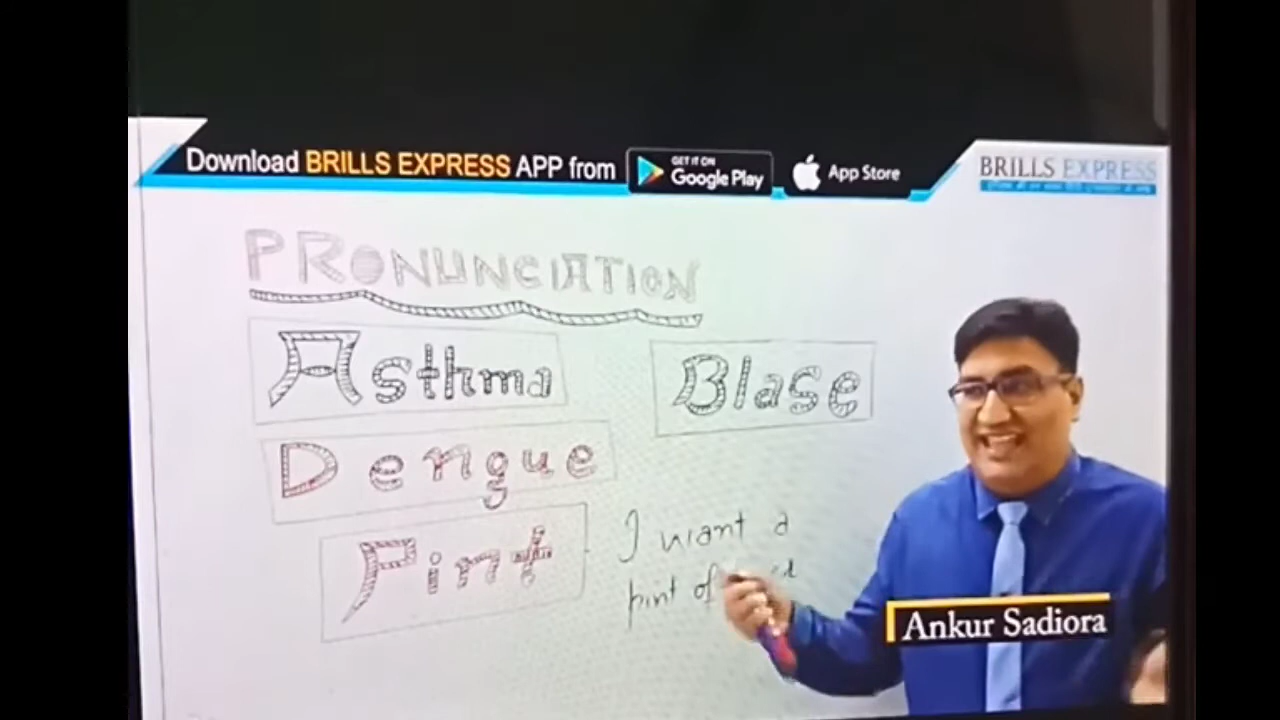 Download BRILLS EXPRESS APP from
GET IT ON
Google Play
App Store
BRILLS EXPRESS
PRONUNCIATION
Asthma
Blase
Dengue
Pint
I want a
pint of
Ankur Sadiora